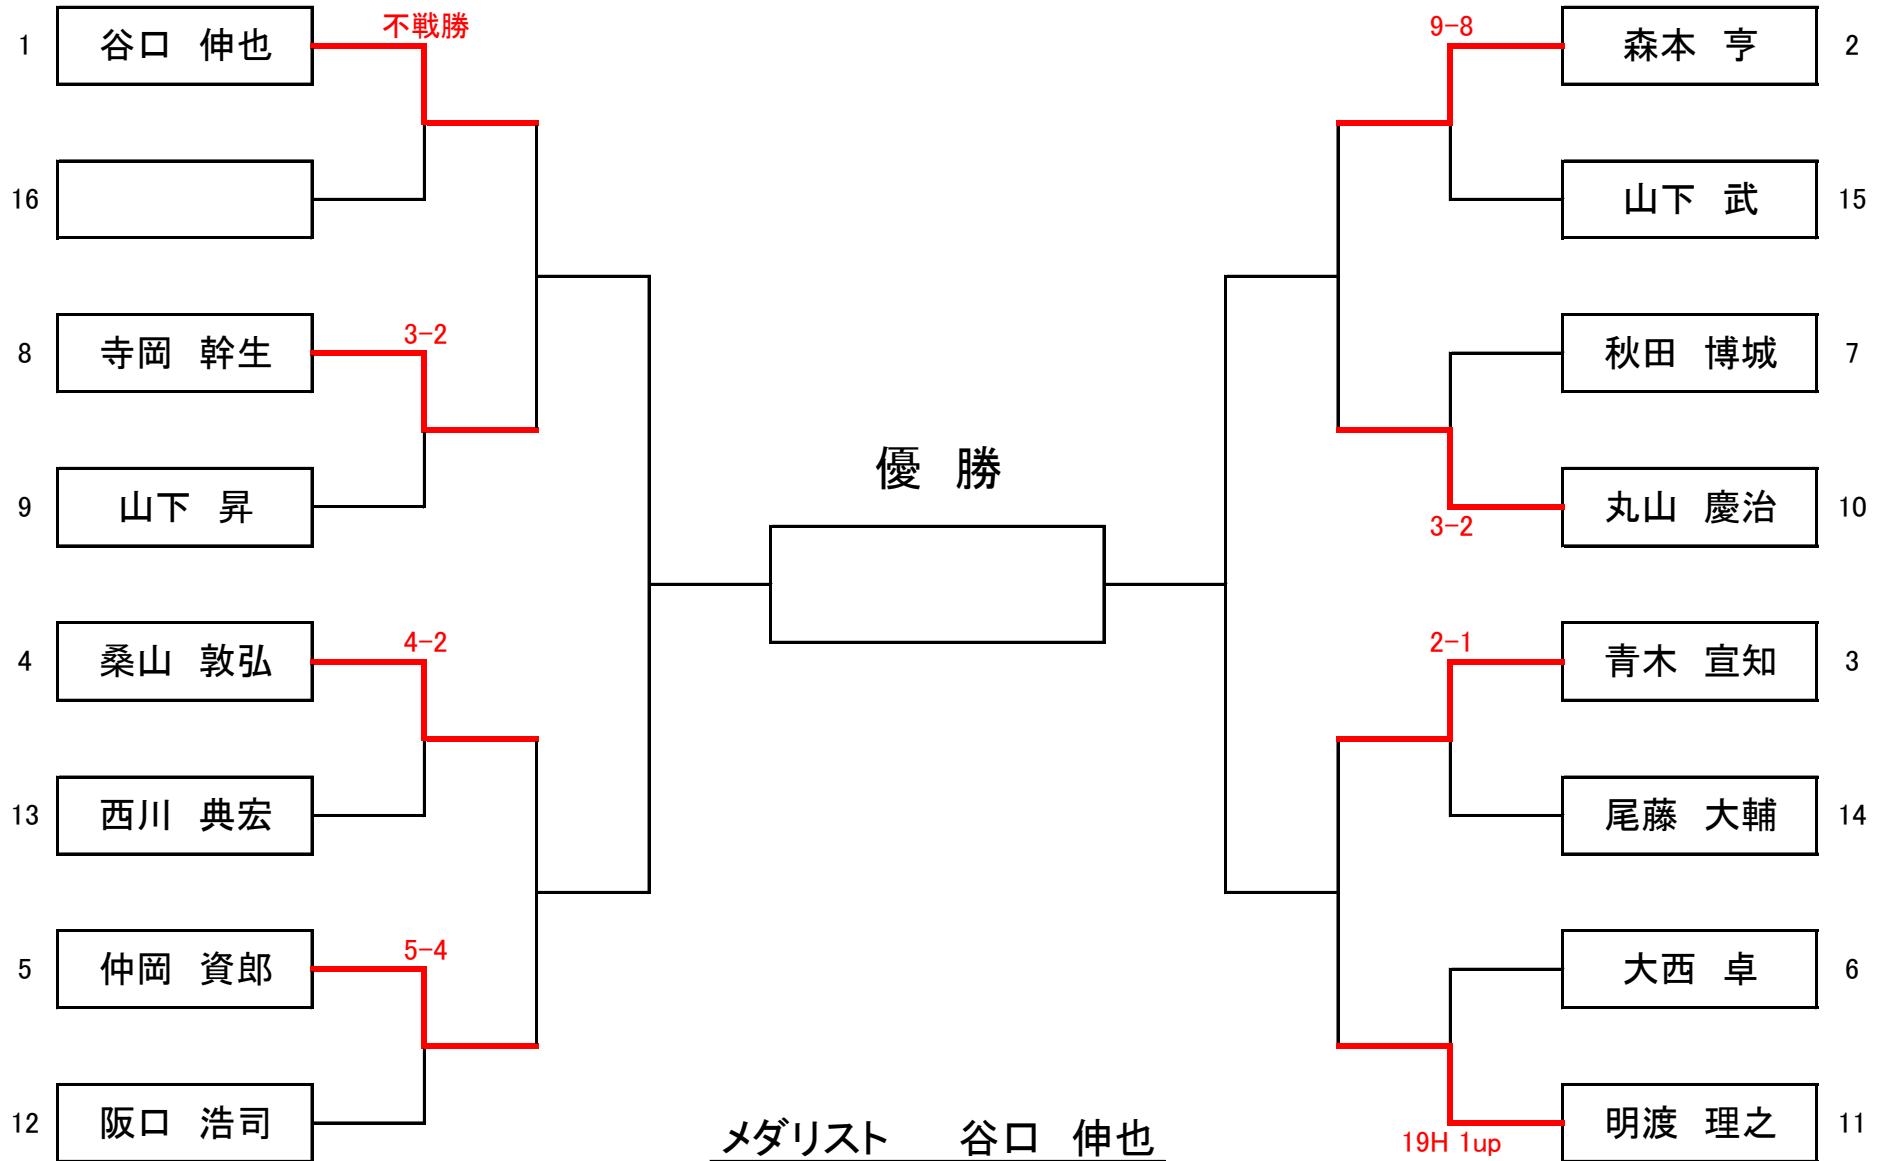 1 谷口 伸也 不戦勝
16
8 寺岡 幹生 3-2
9 山下 昇
4 桑山 敦弘 4-2
13 西川 典宏
5 仲岡 資郎 5-4
12 阪口 浩司
優 勝
9-8 森本 亨 2
山下 武 15
秋田 博城 7
3-2 丸山 慶治 10
2-1 青木 宣知 3
尾藤 大輔 14
大西 卓 6
19H 1up 明渡 理之 11
メダリスト 谷口 伸也